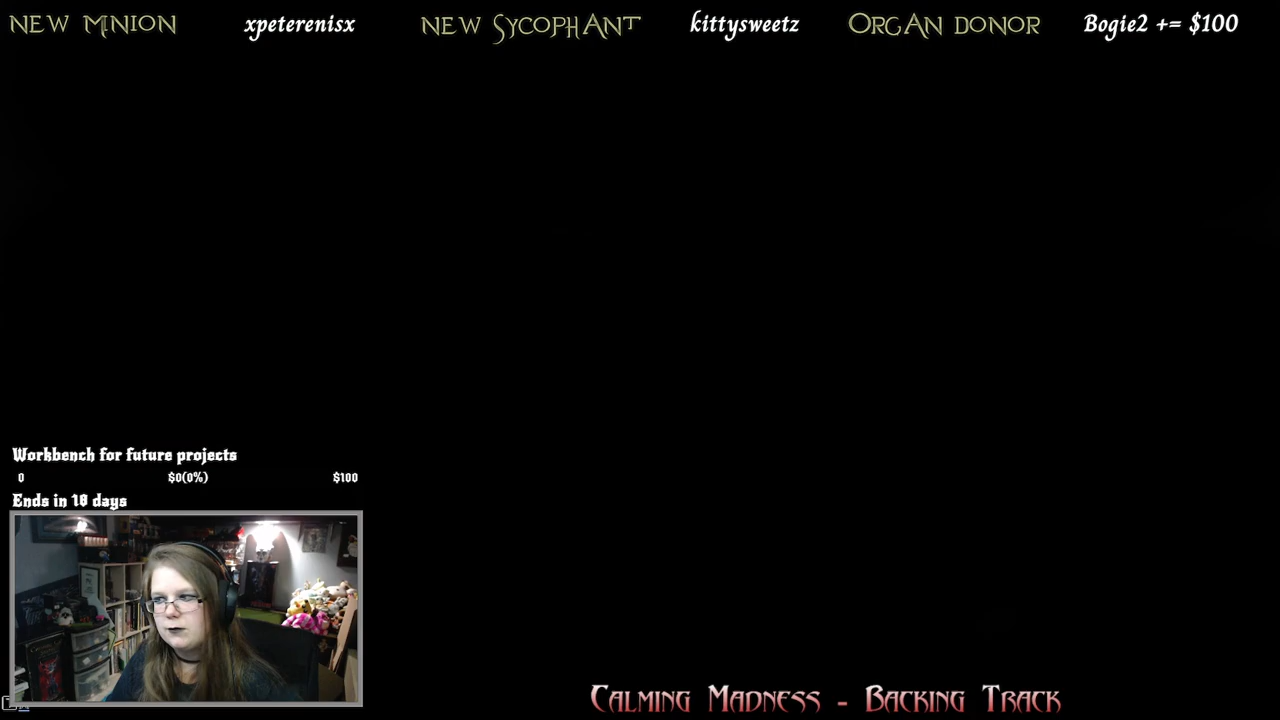 NEW MINION xpeterenisx NEW SYCOPHANT kittysweetz ORGAN DONOR Bogie2 += $100
Workbench for future projects
0 $0(0%) $100
Ends in 10 days
CALMING MADNESS - BACKING TRACK